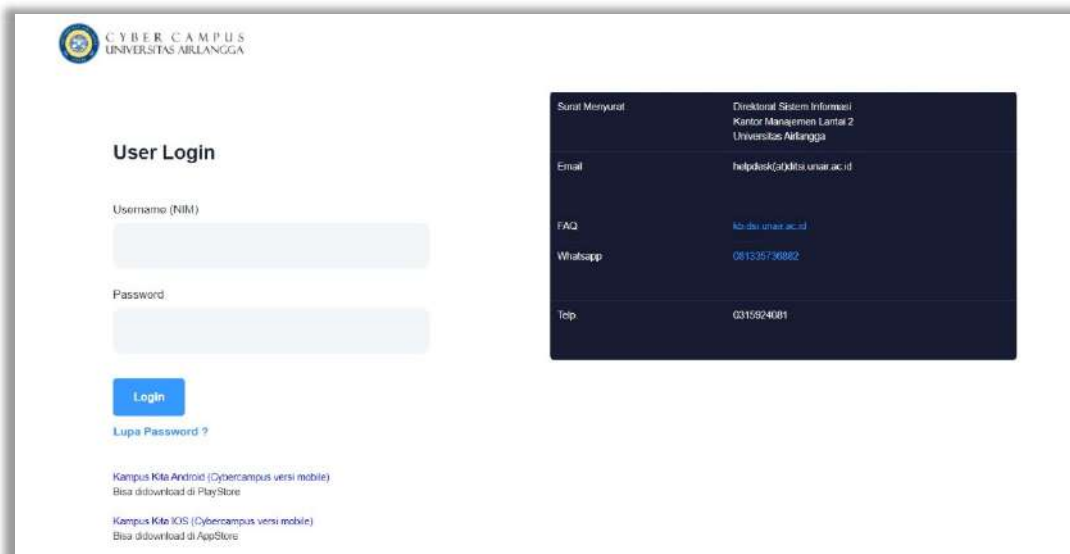 CYBER CAMPUS
UNIVERSITAS AIRLANGGA
User Login
Username (NIM)
Password
Login
Lupa Password ?
Kampus Kita Android (Cybercampus versi mobile)
Bisa didownload di PlayStore
Kampus Kita IOS (Cybercampus versi mobile)
Bisa didownload di AppStore
Surat Menyurat
Direktorat Sistem Informasi
Kantor Manajemen Lantai 2
Universitas Airlangga
Email
helpdesk(at)ditsi.unair.ac.id
FAQ
kb-dsi.unair.ac.id
Whatsapp
081335736882
Telp.
0315924081